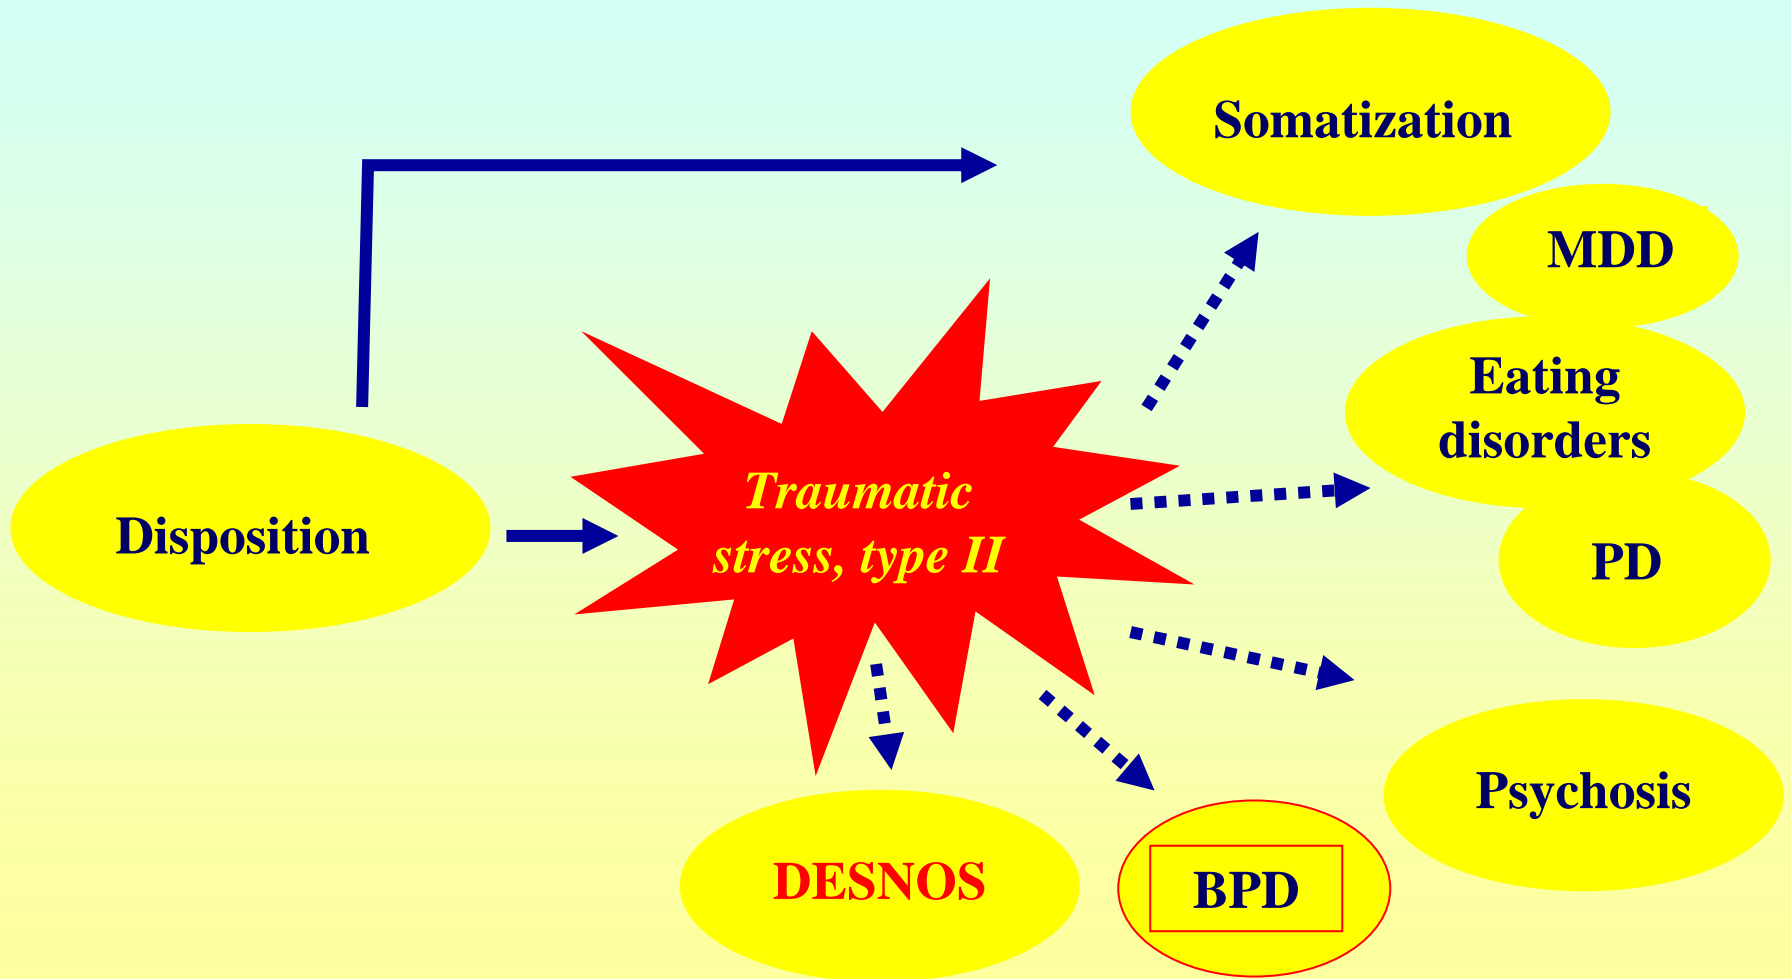 Somatization
MDD
Eating
disorders
Traumatic
stress, type II
Disposition
PD
Psychosis
DESNOS
BPD